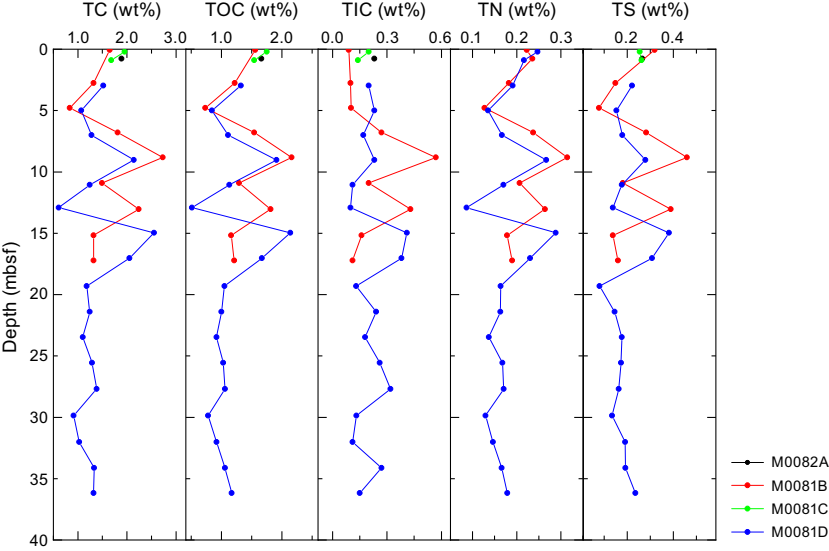 TC (wt%) TOC (wt%) TIC (wt%) TN (wt%) TS (wt%)
1.0 2.0 3.0 1.0 2.0 0.0 0.3 0.6 0.1 0.2 0.3 0.2 0.4
0
5
10
15
20
25
30
35
40
Depth (mbsf)
M0082A
M0081B
M0081C
M0081D